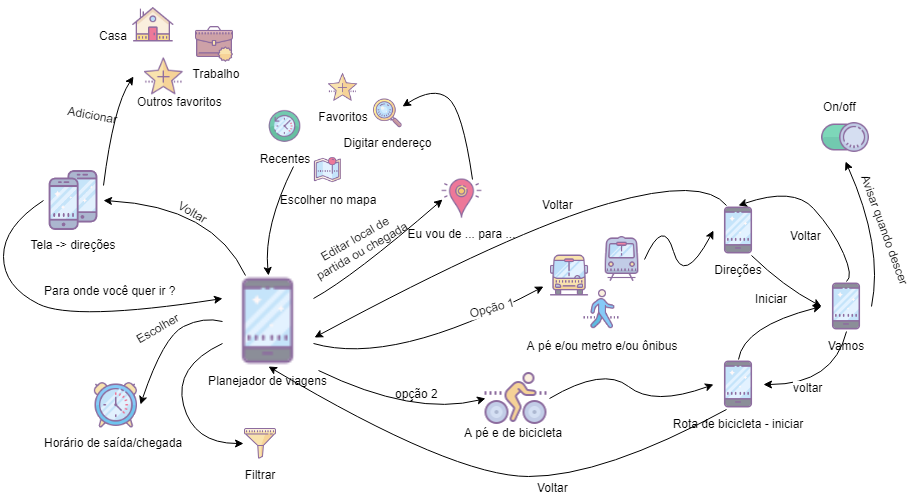 Casa
Trabalho
Outros favoritos
Adicionar
Favoritos
Digitar endereço
Recentes
Escolher no mapa
On/off
Avisar quando descer
Tela -> direções
Voltar
Editar local de
partida ou chegada
Eu vou de ... para ...
Voltar
Voltar
Direções
Para onde você quer ir ?
Iniciar
Opção 1
Escolher
A pé e/ou metro e/ou ônibus
Vamos
Planejador de viagens
opção 2
voltar
Horário de saída/chegada
A pé e de bicicleta
Rota de bicicleta - iniciar
Filtrar
Voltar